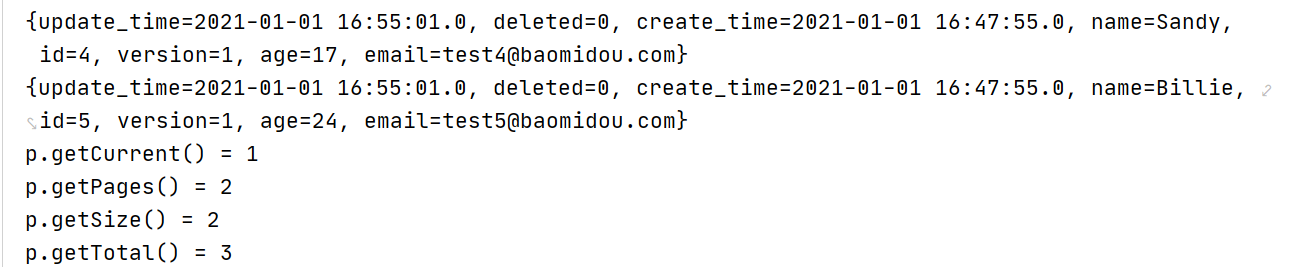 {update_time=2021-01-01 16:55:01.0, deleted=0, create_time=2021-01-01 16:47:55.0, name=Sandy,
id=4, version=1, age=17, email=test4@baomidou.com}
{update_time=2021-01-01 16:55:01.0, deleted=0, create_time=2021-01-01 16:47:55.0, name=Billie,
id=5, version=1, age=24, email=test5@baomidou.com}
p.getCurrent() = 1
p.getPages() = 2
p.getSize() = 2
p.getTotal() = 3